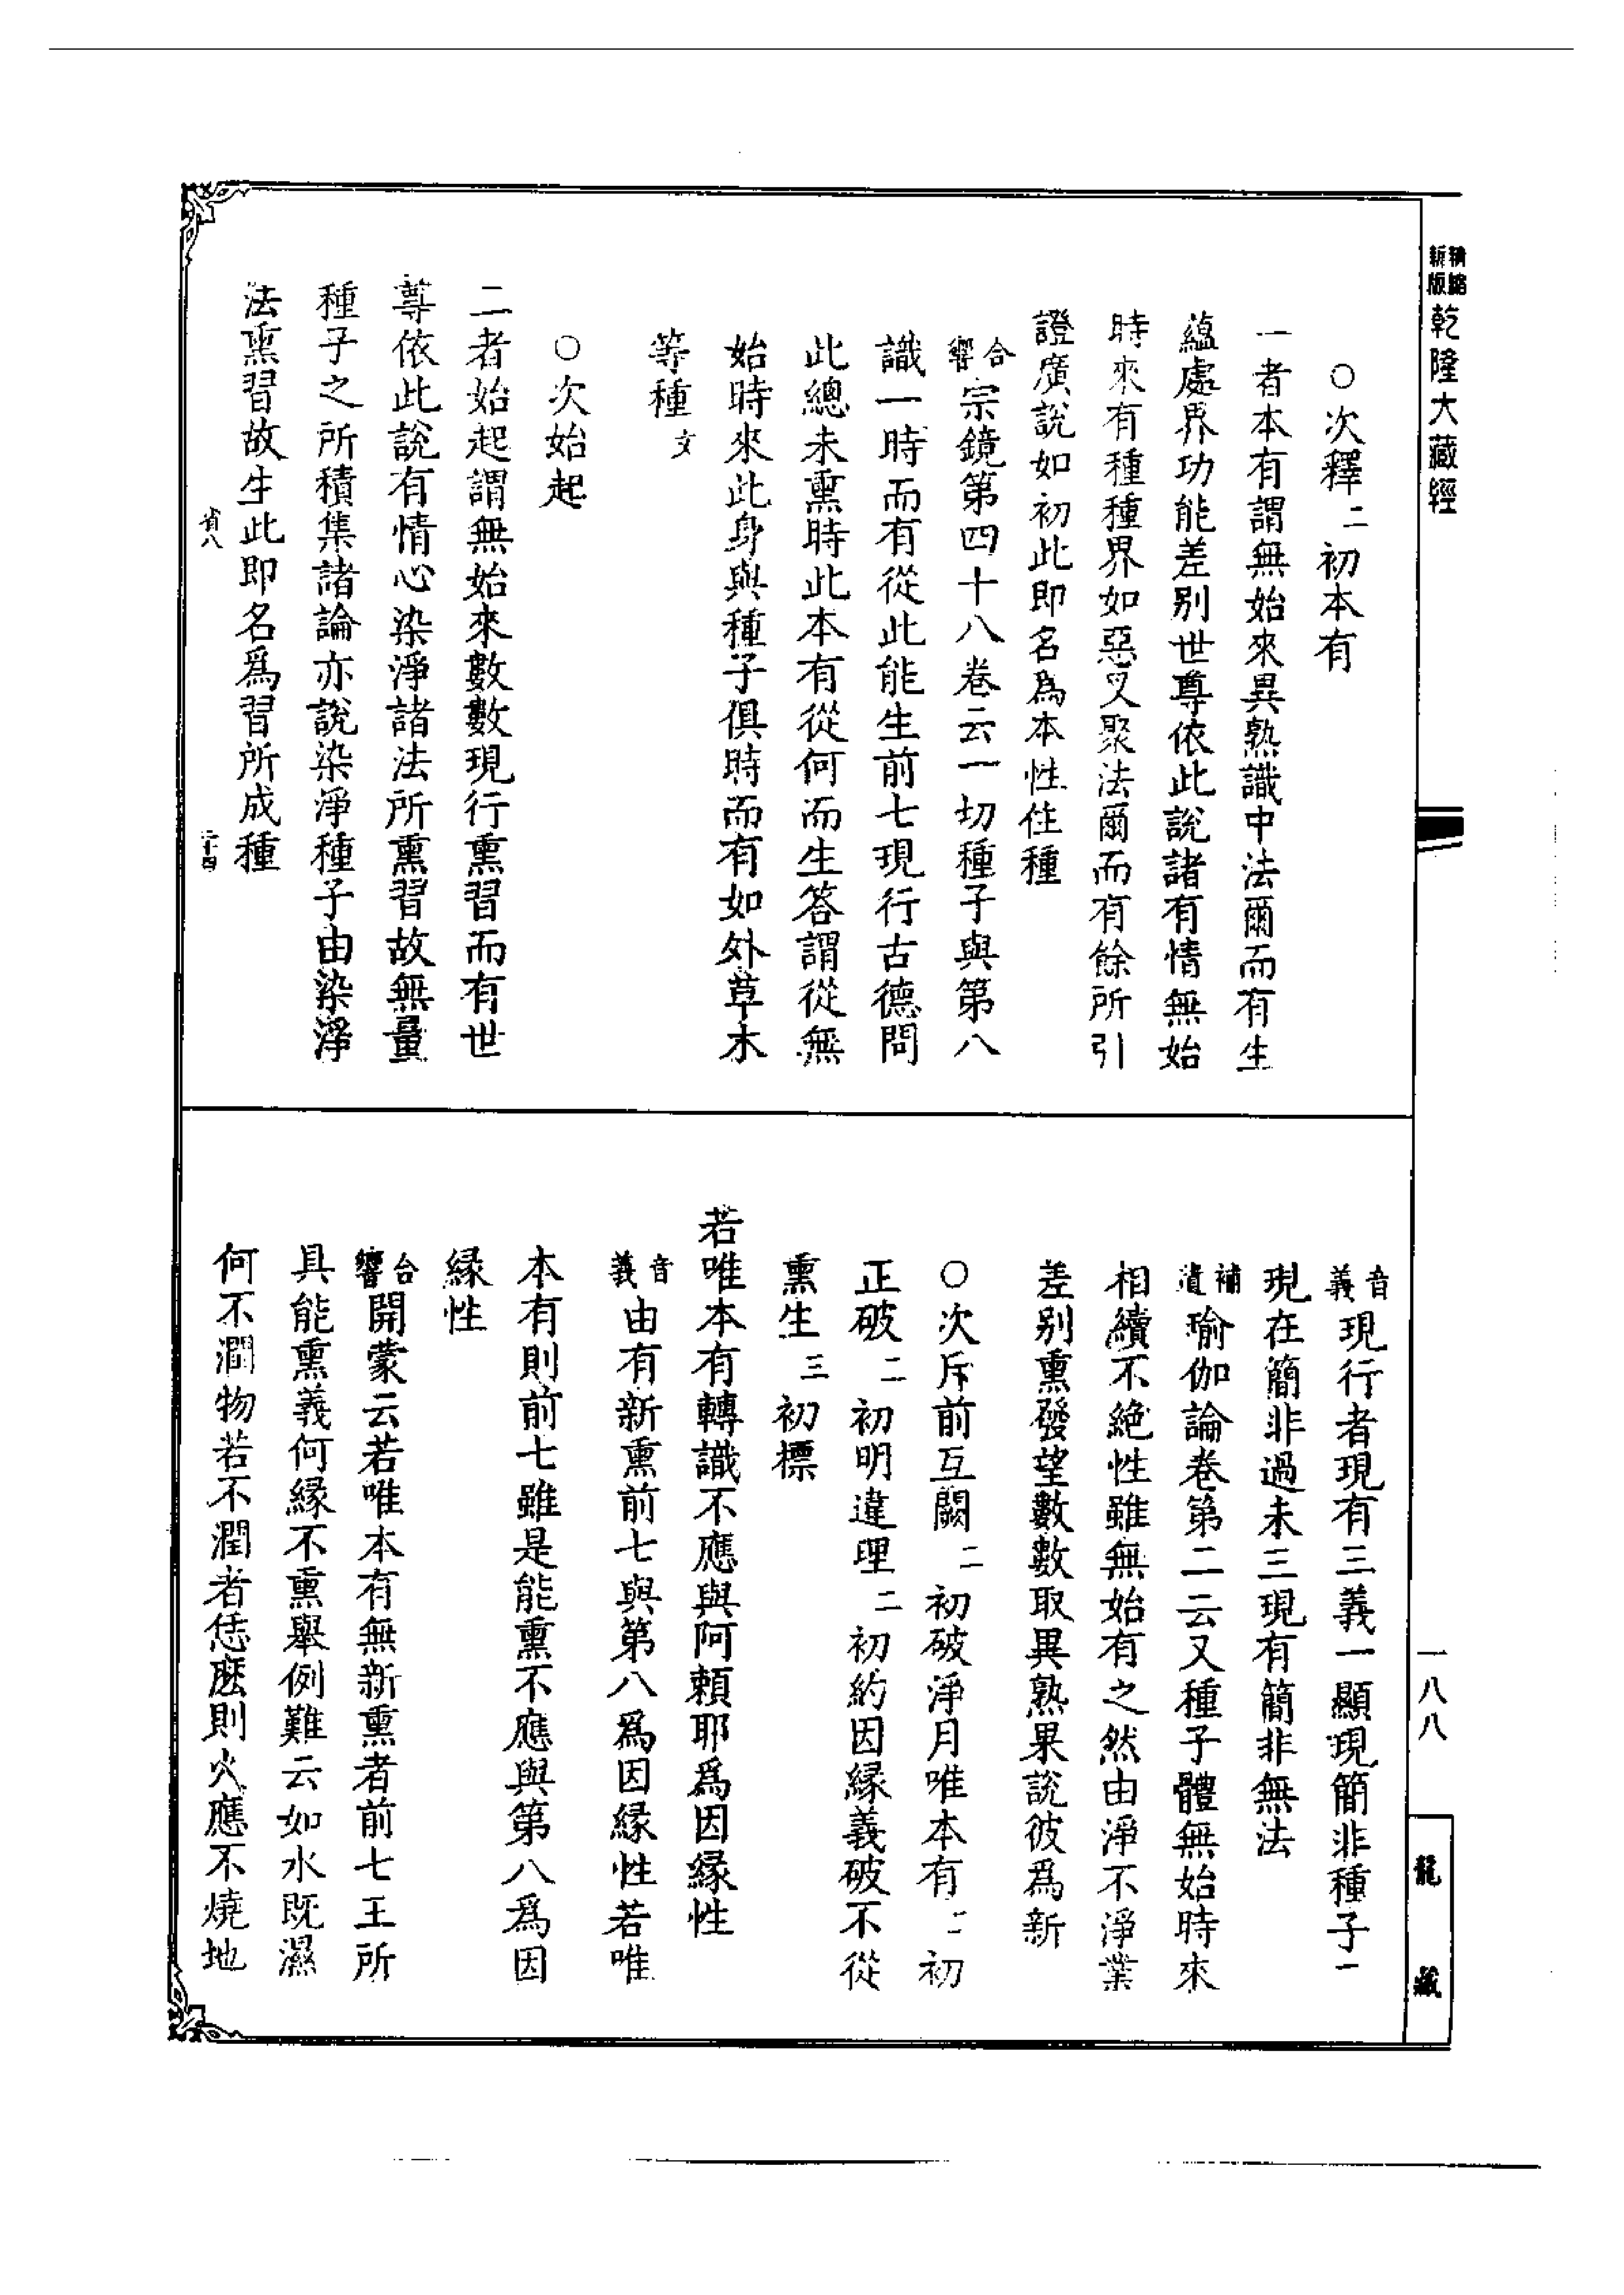 精縮新版乾隆大藏經
○次釋二初本有
一者本有謂無始來異熟識中法爾而有生
蘊處界功能差别世尊依此說諸有情無始
時來有種種界如惡叉聚法爾而有餘所引
證廣說如初此即名爲本性住種
合響宗鏡第四十八卷云一切種子與第八
識一時而有從此能生前七現行古德問
此總未熏時此本有從何而生答謂從無
始時來此身與種子俱時而有如外草木
等種文
○次始起
二者始起謂無始來數數現行熏習而有世
尊依此說有情心染淨諸法所熏習故無量
種子之所積集諸論亦說染淨種子由染淨
法熏習故生此即名爲習所成種
省八
二十四
音義現行者現有三義一顯現簡非種子一
現在簡非過未三現有簡非無法
補遺瑜伽論卷第二云又種子體無始時來
相續不絶性雖無始有之然由淨不淨業
差别熏發望數數取異熟果說彼爲新
○次斥前互闕二初破淨月唯本有二初
正破二初明違理二初約因緣義破不從
熏生三初標
若唯本有轉識不應與阿賴耶爲因緣性
音義由有新熏前七與第八爲因緣性若唯
本有則前七雖是能熏不應與第八爲因
緣性
合響開蒙云若唯本有無新熏者前七王所
具能熏義何緣不熏舉例難云如水既濕
何不潤物若不潤者恁麽則火應不燒地
一八八
龍藏